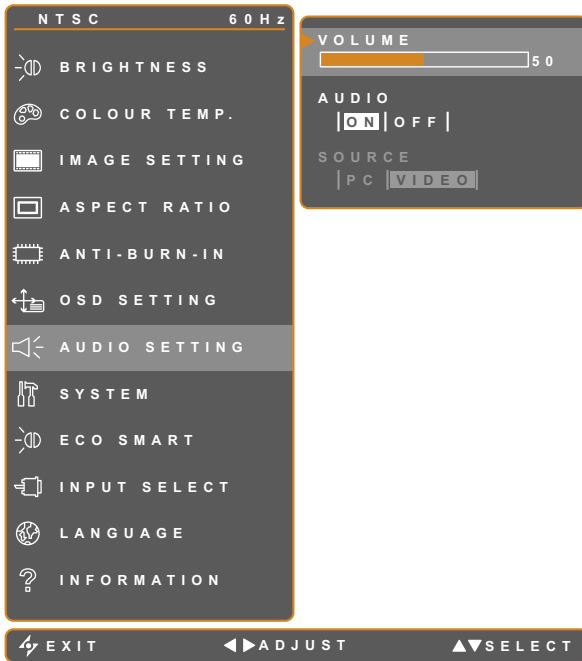 NTSC 60Hz
BRIGHTNESS
COLOUR TEMP.
IMAGE SETTING
ASPECT RATIO
ANTI-BURN-IN
OSD SETTING
AUDIO SETTING
SYSTEM
ECO SMART
INPUT SELECT
LANGUAGE
INFORMATION
VOLUME
50
AUDIO
ON OFF
SOURCE
PC VIDEO
EXIT ADJUST SELECT